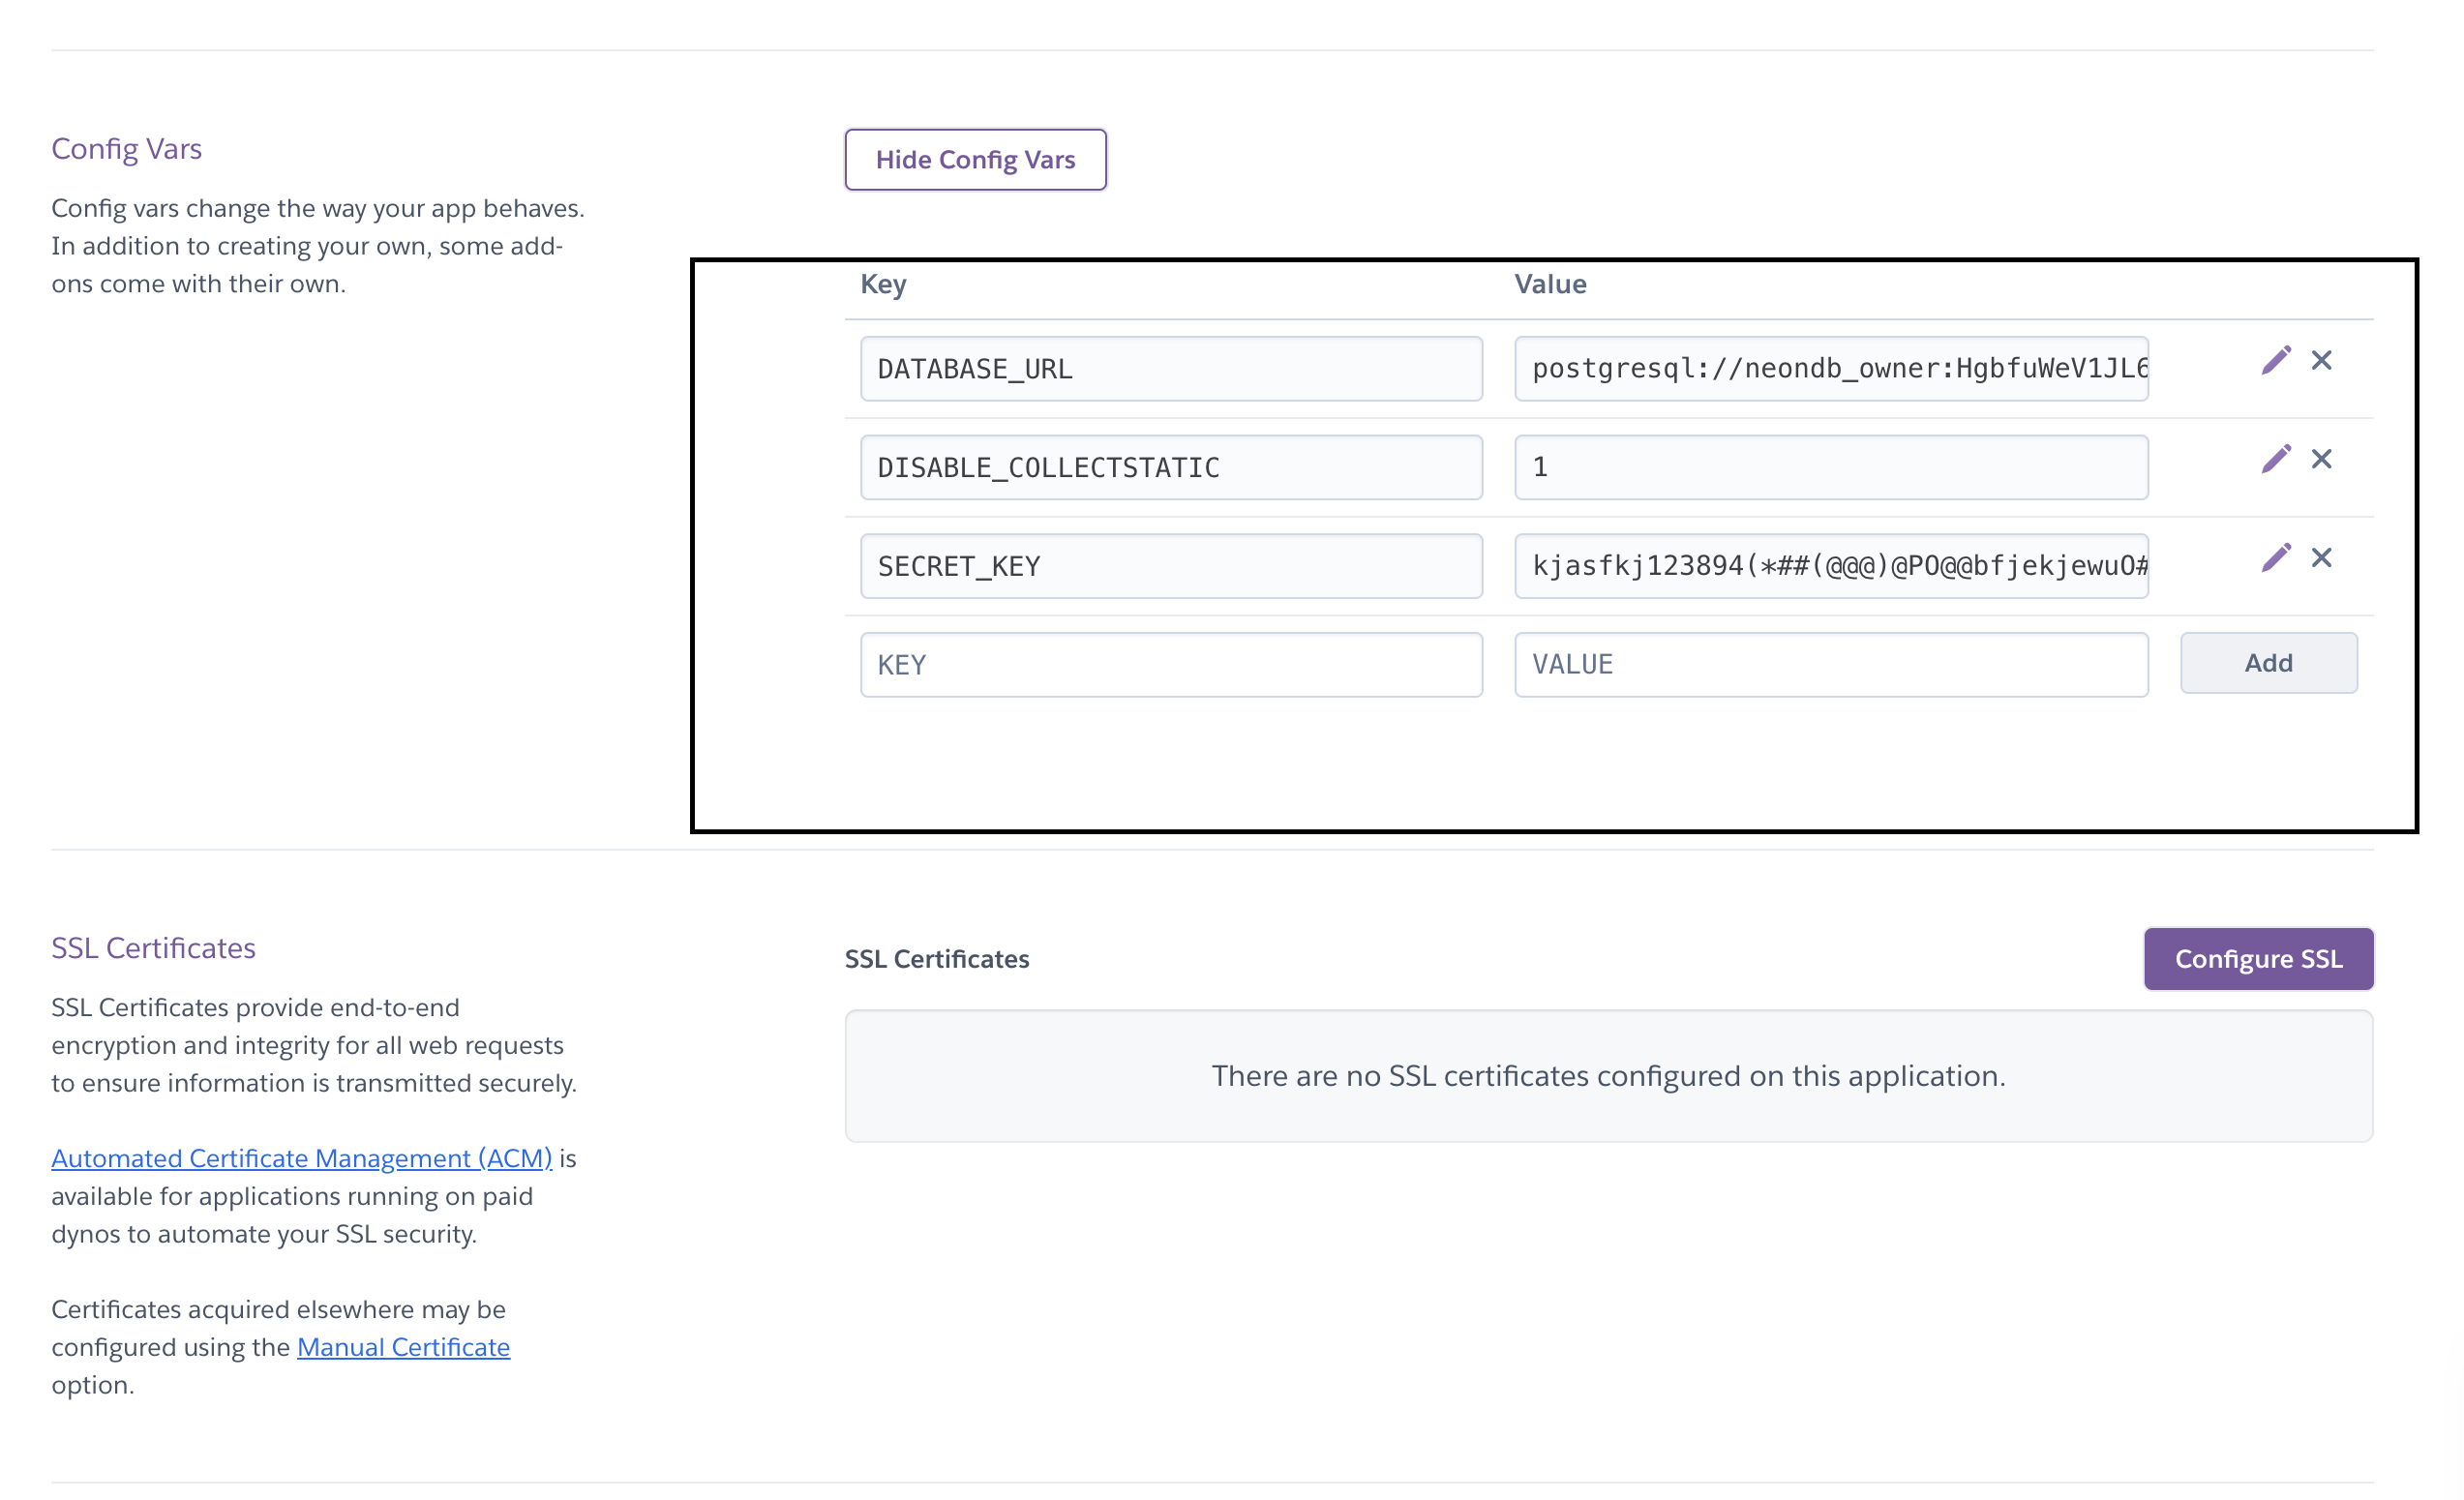 Config Vars
Config vars change the way your app behaves.
In addition to creating your own, some add-
ons come with their own.
Hide Config Vars
Key Value
DATABASE_URL postgresql://neondb_owner:HgbfuWeV1JL6
DISABLE_COLLECTSTATIC 1
SECRET_KEY kjasfkj123894(*##(@@@)@PO@@bfjekjewuO#
KEY VALUE Add
SSL Certificates
SSL Certificates provide end-to-end
encryption and integrity for all web requests
to ensure information is transmitted securely.
Automated Certificate Management (ACM) is
available for applications running on paid
dynos to automate your SSL security.
Certificates acquired elsewhere may be
configured using the Manual Certificate
option.
SSL Certificates
Configure SSL
There are no SSL certificates configured on this application.